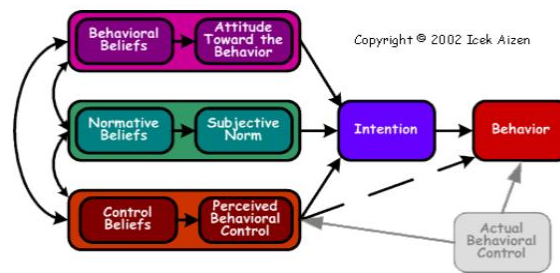 Behavioral
Beliefs
Attitude
Toward the
Behavior
Copyright © 2002 Icek Aizen
Normative
Beliefs
Subjective
Norm
Intention
Behavior
Control
Beliefs
Perceived
Behavioral
Control
Actual
Behavioral
Control